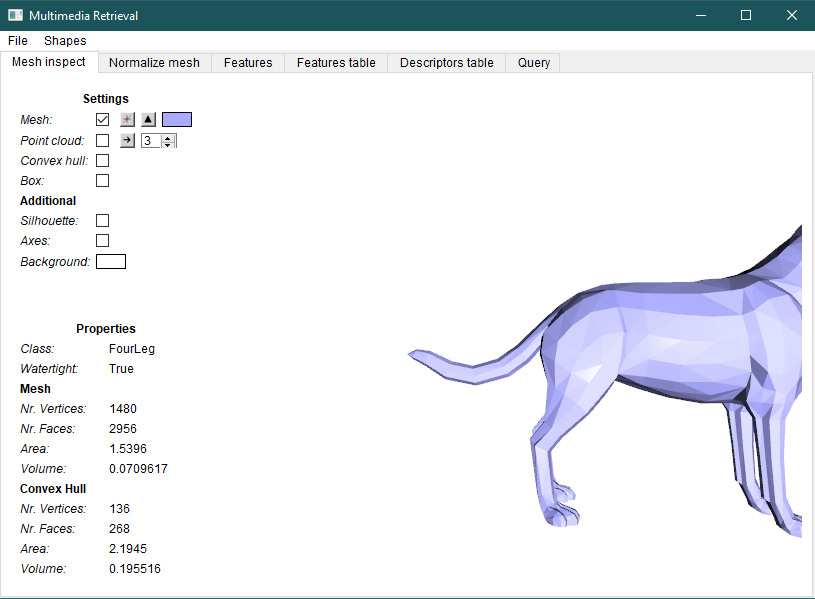 Multimedia Retrieval
File Shapes
Mesh inspect Normalize mesh Features Features table Descriptors table Query
Settings
Mesh:
Point cloud: 3
Convex hull:
Box:
Additional
Silhouette:
Axes:
Background:
Properties
Class: FourLeg
Watertight: True
Mesh
Nr. Vertices: 1480
Nr. Faces: 2956
Area: 1.5396
Volume: 0.0709617
Convex Hull
Nr. Vertices: 136
Nr. Faces: 268
Area: 2.1945
Volume: 0.195516